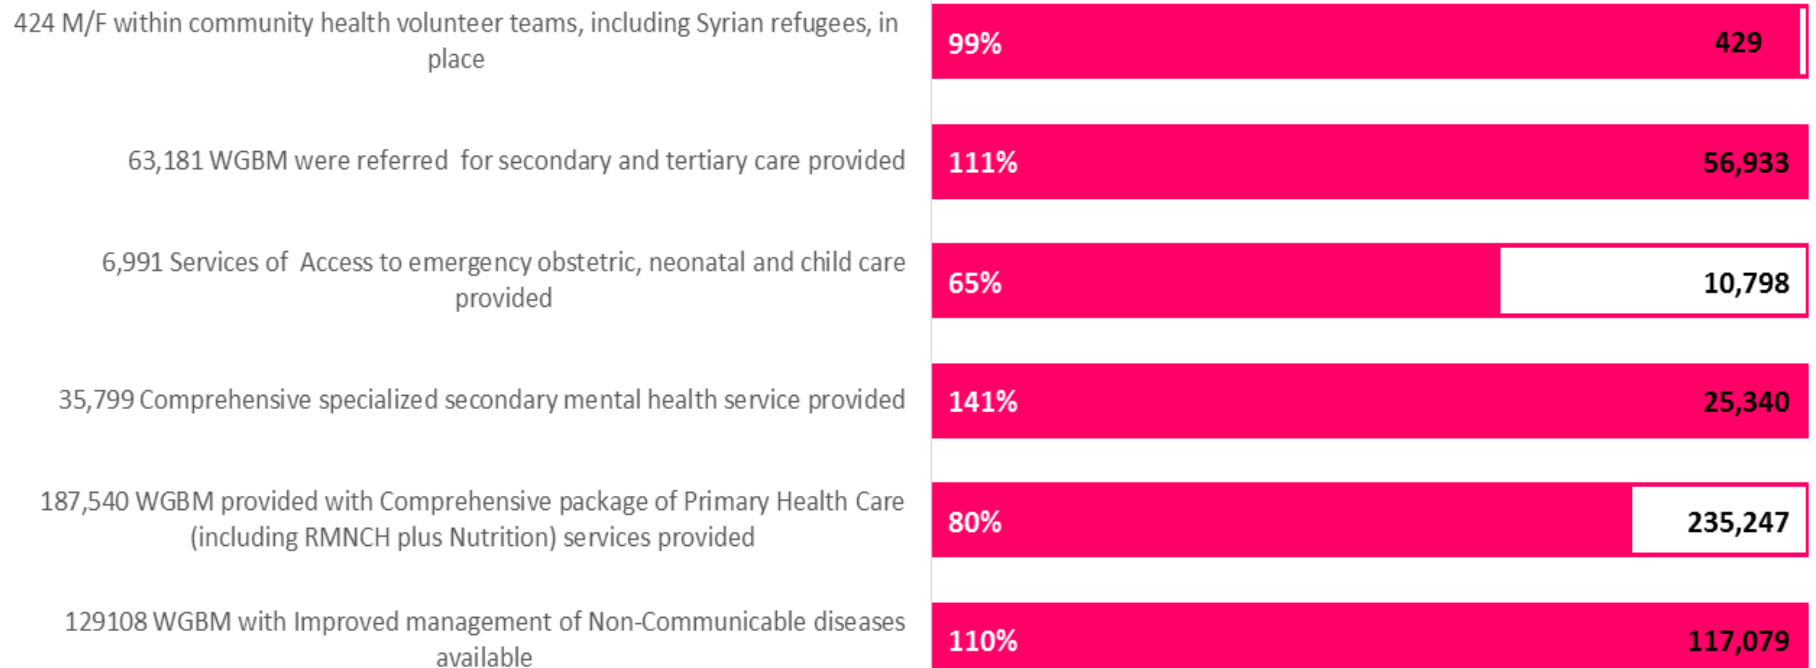 424 M/F within community health volunteer teams, including Syrian refugees, in
place
99%
429
63,181 WGBM were referred  for secondary and tertiary care provided
111%
56,933
6,991 Services of  Access to emergency obstetric, neonatal and child care
provided
65%
10,798
35,799 Comprehensive specialized secondary mental health service provided
141%
25,340
187,540 WGBM provided with Comprehensive package of Primary Health Care
(including RMNCH plus Nutrition) services provided
80%
235,247
129108 WGBM with Improved management of Non-Communicable diseases
available
110%
117,079